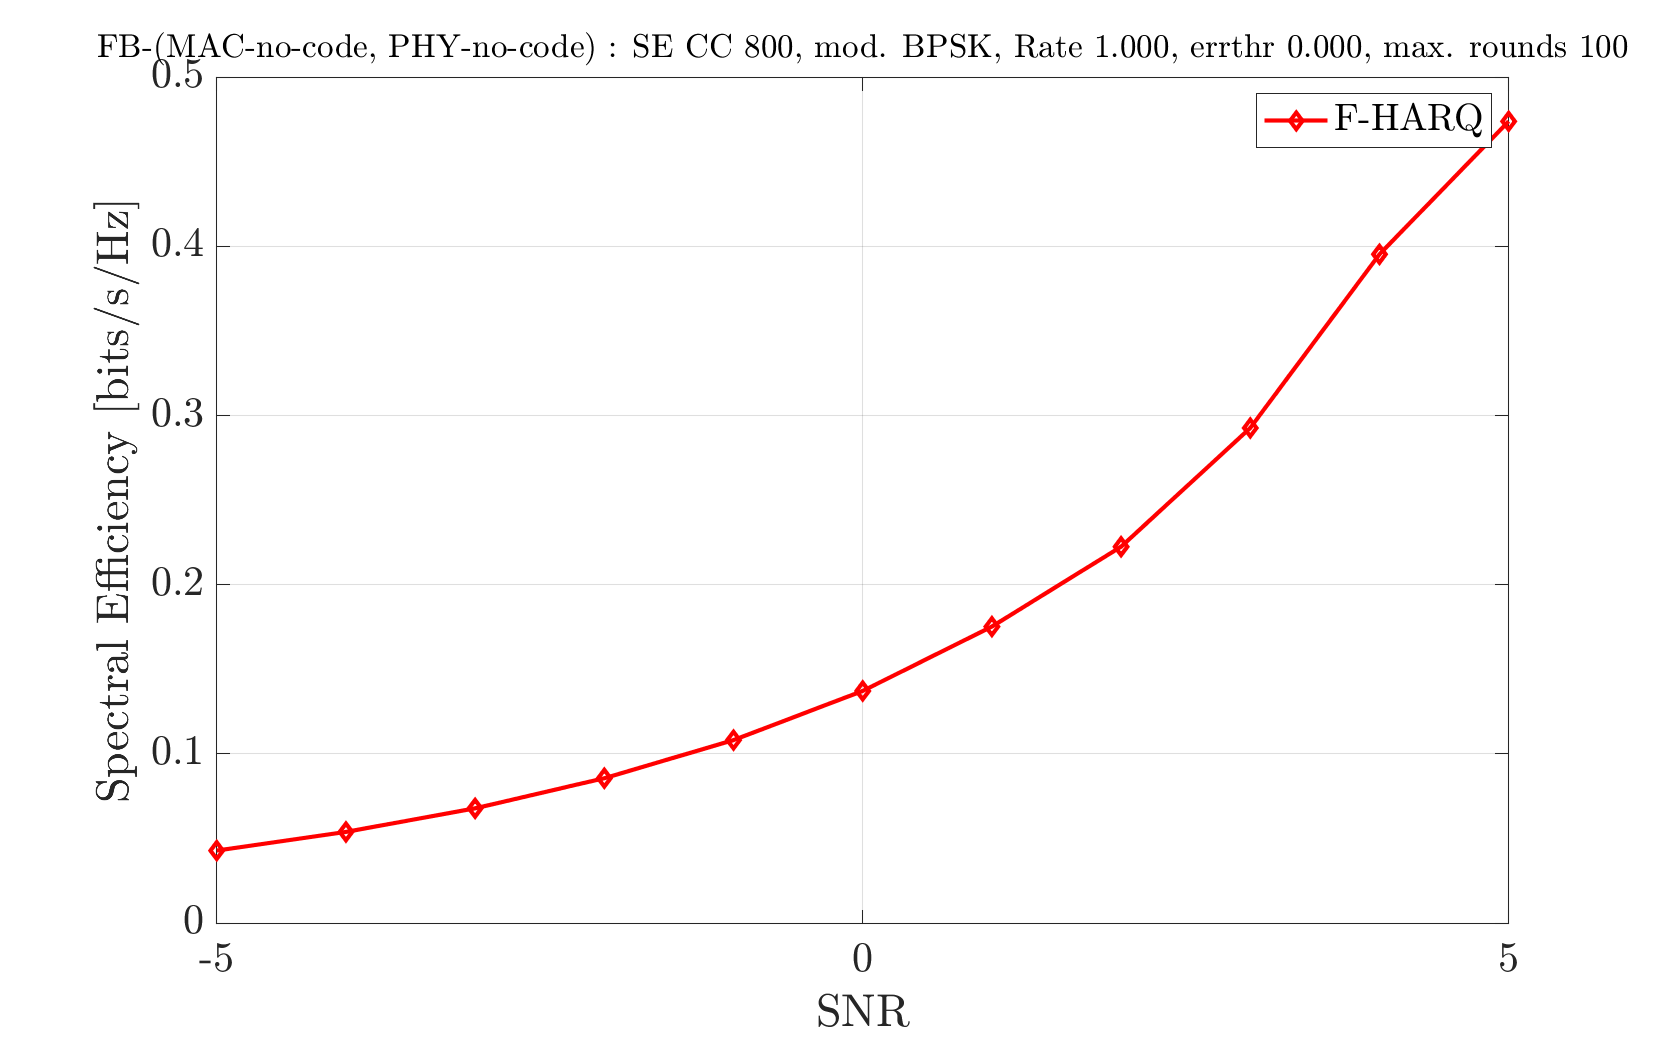 FB-(MAC-no-code, PHY-no-code) : SE CC 800, mod. BPSK, Rate 1.000, errthr 0.000, max. rounds 100
F-HARQ
Spectral Efficiency [bits/s/Hz]
0.5
0.4
0.3
0.2
0.1
0
-5
0
5
SNR